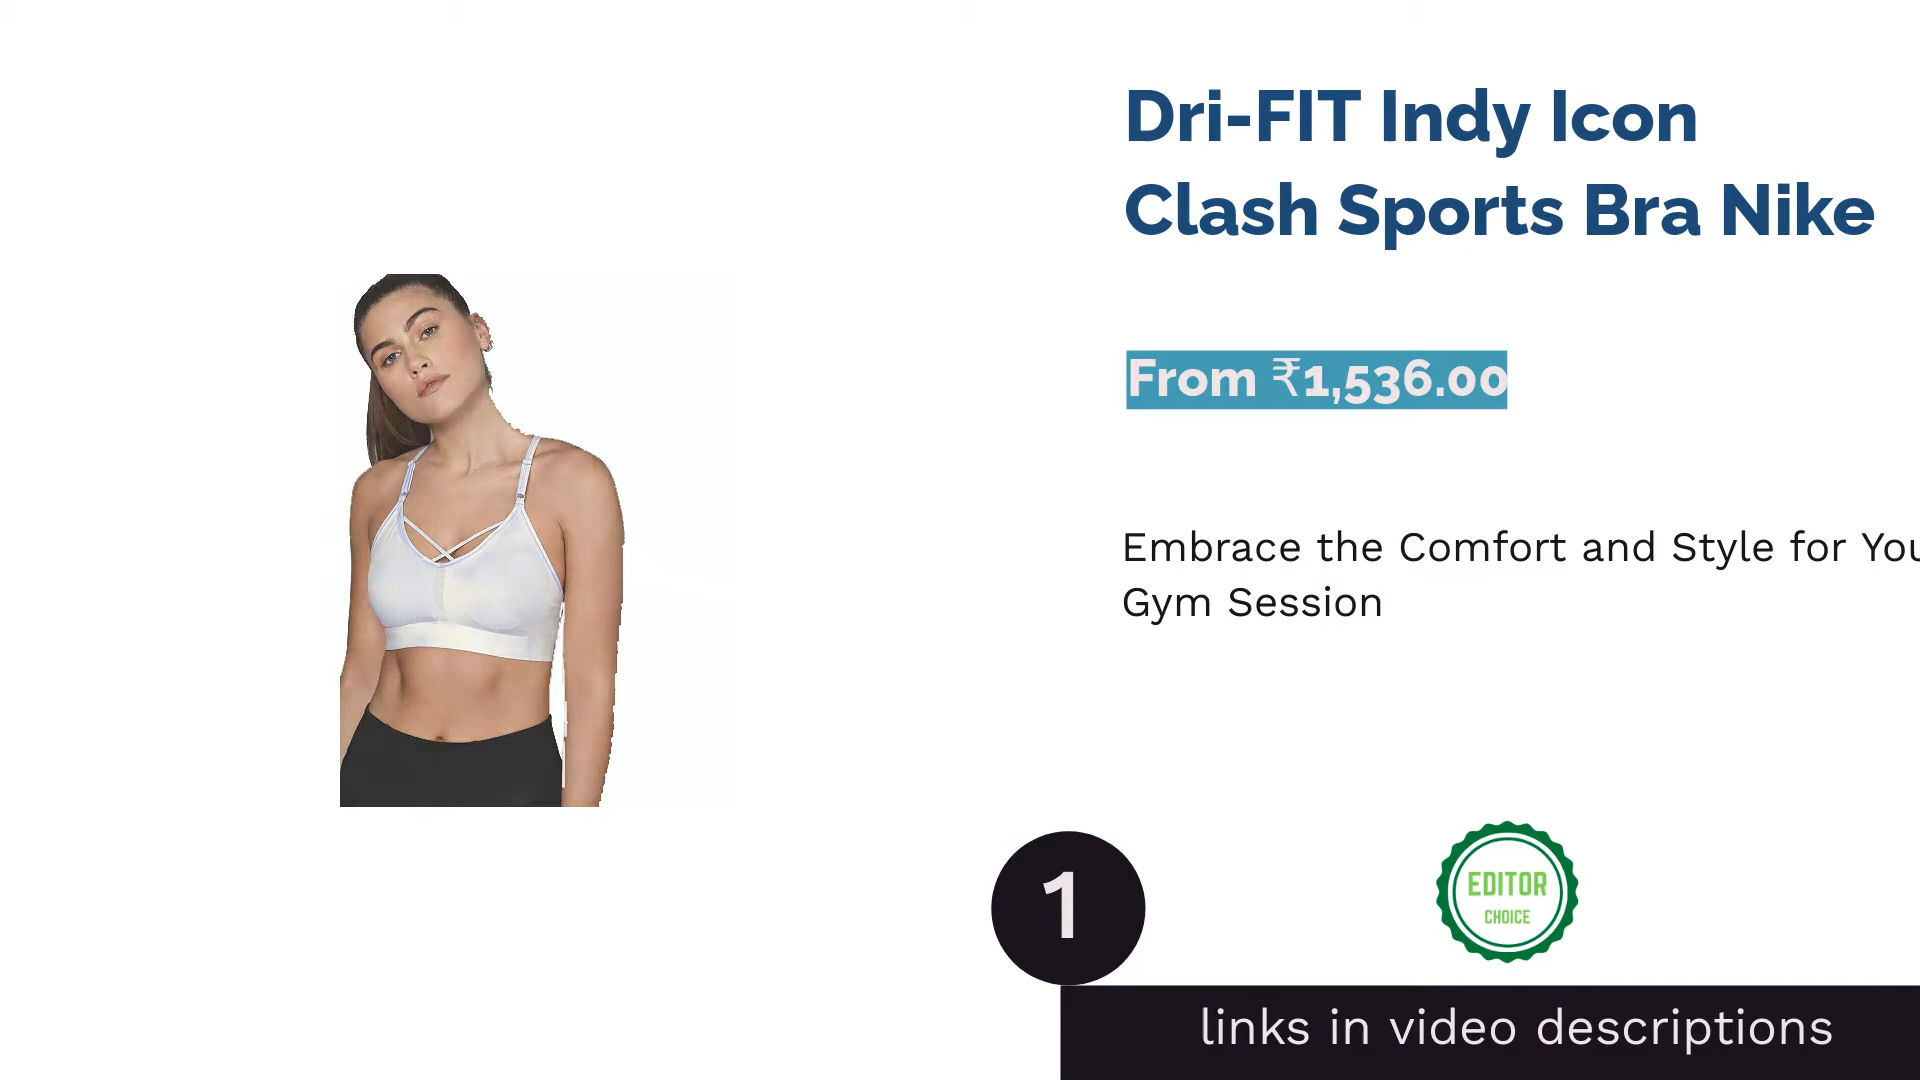 Dri-FIT Indy Icon
Clash Sports Bra Nike
From ₹1,536.00
Embrace the Comfort and Style for You
Gym Session
1
EDITOR
CHOICE
links in video descriptions